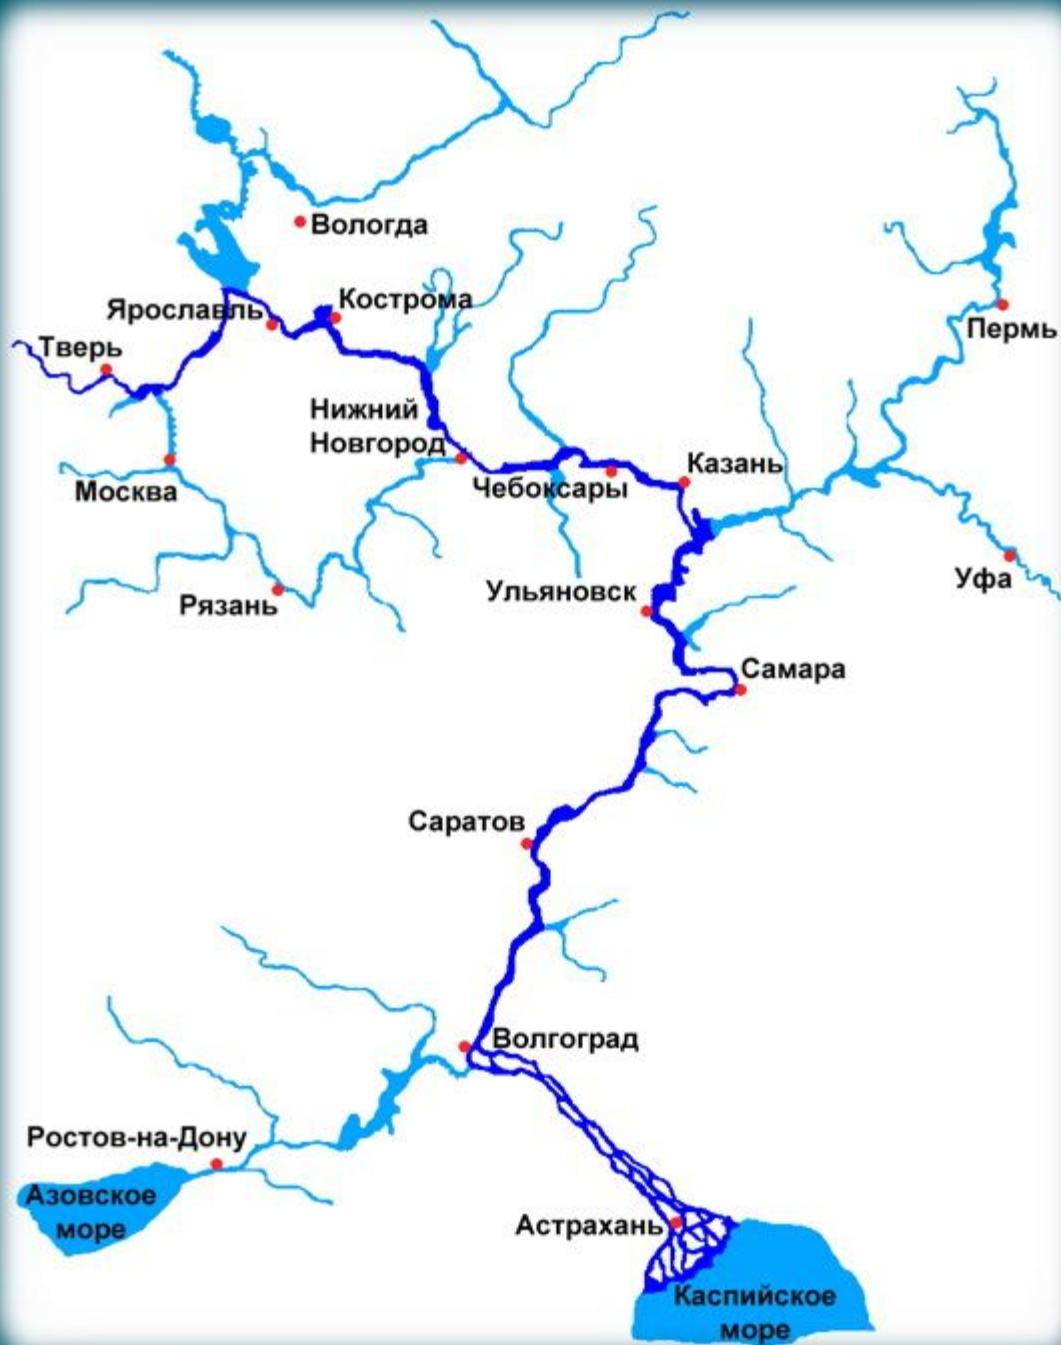 Вологда
Кострома
Ярославль
Пермь
Тверь
Нижний
Новгород
Казань
Москва
Чебоксары
Уфа
Ульяновск
Рязань
Самара
Саратов
Волгоград
Ростов-на-Дону
Азовское
море
Астрахань
Каспийское
море